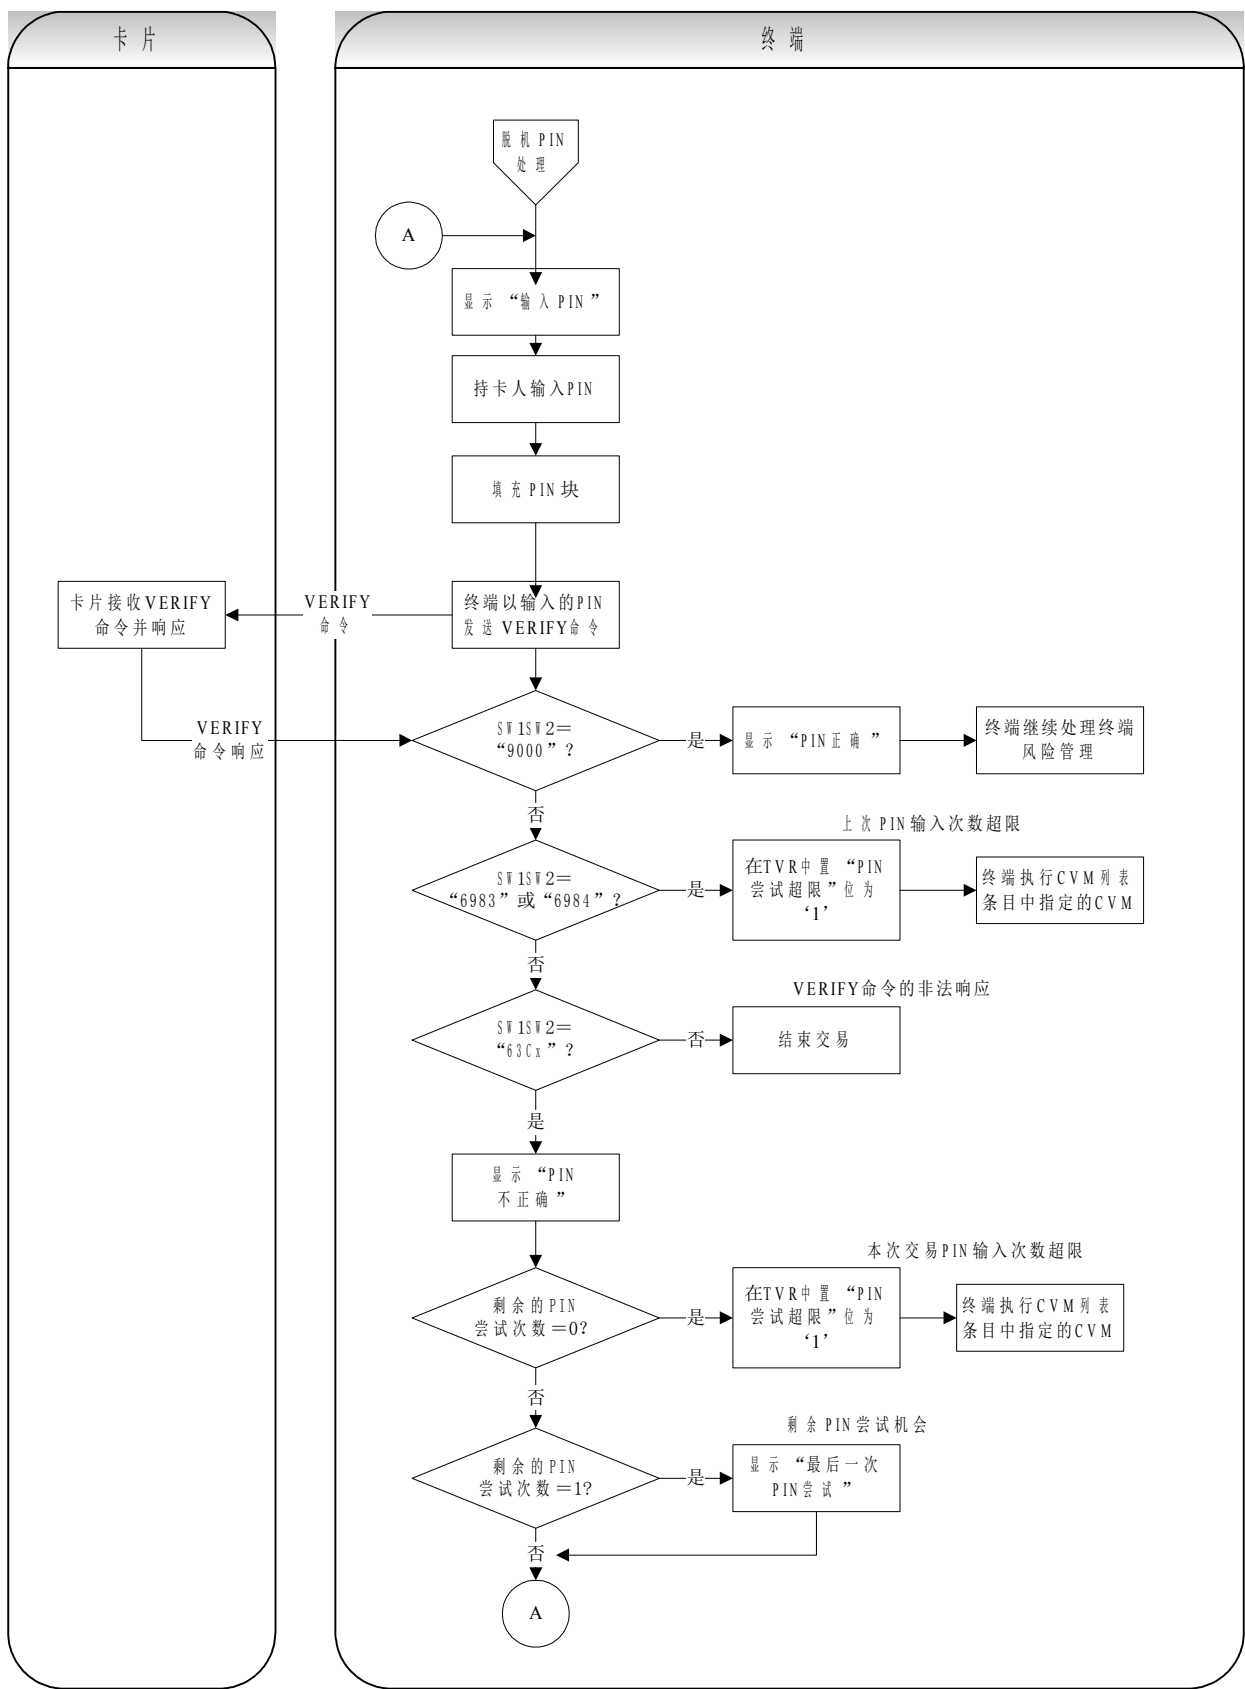 卡片
终端
脱机PIN
处理
A
显示“输入PIN”
持卡人输入PIN
填充PIN块
卡片接收VERIFY
命令并响应
VERIFY
命令
终端以输入的PIN
发送VERIFY命令
VERIFY
命令响应
SW1SW2=
“9000”？
是
显示“PIN正确”
终端继续处理终端
风险管理
否
上次PIN输入次数超限
SW1SW2=
“6983”或“6984”？
是
在TVR中置“PIN
尝试超限”位为
‘1’
终端执行CVM列表
条目中指定的CVM
否
VERIFY命令的非法响应
SW1SW2=
“63Cx”？
否
结束交易
是
显示“PIN
不正确”
本次交易PIN输入次数超限
剩余的PIN
尝试次数=0?
是
在TVR中置“PIN
尝试超限”位为
‘1’
终端执行CVM列表
条目中指定的CVM
否
剩余PIN尝试机会
剩余的PIN
尝试次数=1?
是
显示“最后一次
PIN尝试”
否
A